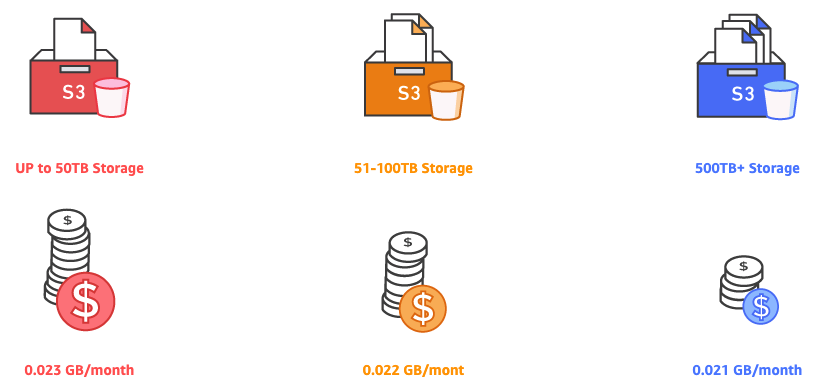 S3
S3
S3
UP to 50TB Storage
51-100TB Storage
500TB+ Storage
$
$
$
$
$
$
0.023 GB/month
0.022 GB/mont
0.021 GB/month